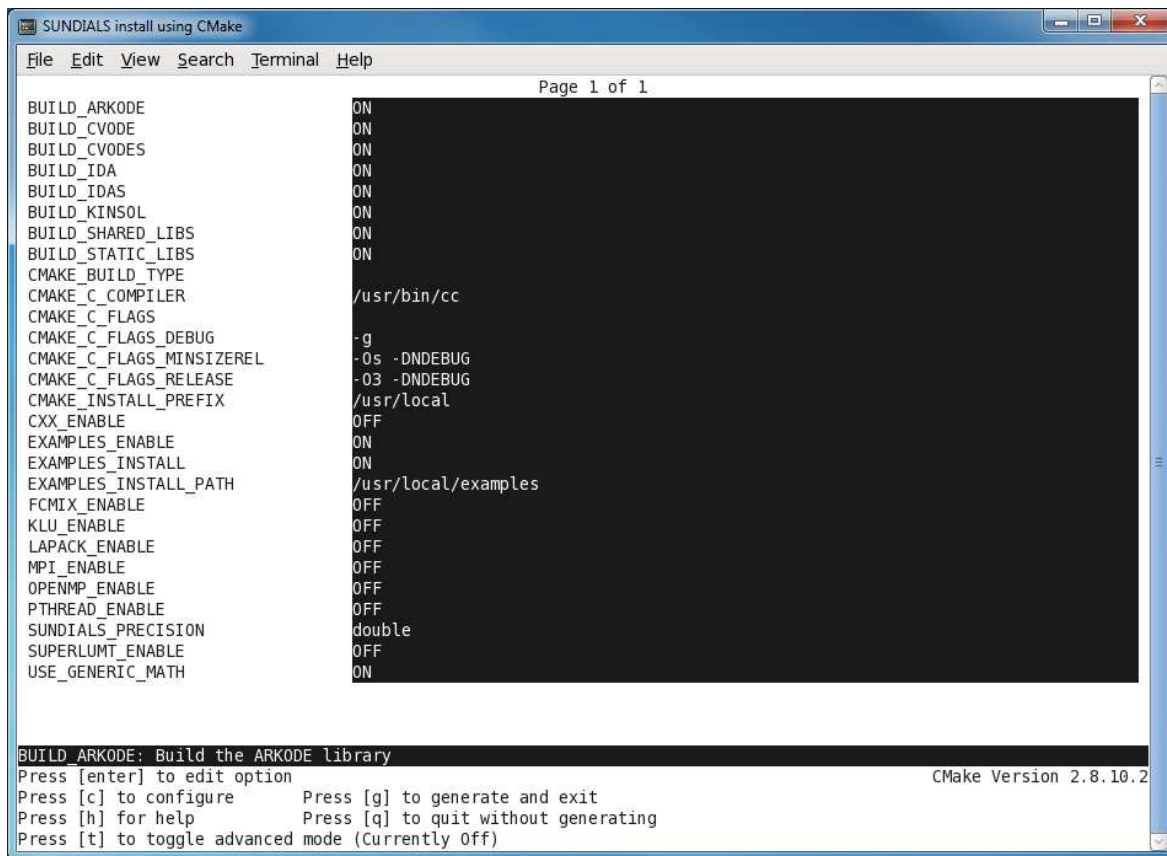 SUNDIALS install using CMake
File Edit View Search Terminal Help
Page 1 of 1
BUILD_ARKODE ON
BUILD_CVODE ON
BUILD_CVODES ON
BUILD_IDA ON
BUILD_IDAS ON
BUILD_KINSOL ON
BUILD_SHARED_LIBS ON
BUILD_STATIC_LIBS ON
CMAKE_BUILD_TYPE
CMAKE_C_COMPILER /usr/bin/cc
CMAKE_C_FLAGS
CMAKE_C_FLAGS_DEBUG -g
CMAKE_C_FLAGS_MINSIZEREL -Os -DNDEBUG
CMAKE_C_FLAGS_RELEASE -O3 -DNDEBUG
CMAKE_INSTALL_PREFIX /usr/local
CXX_ENABLE OFF
EXAMPLES_ENABLE ON
EXAMPLES_INSTALL ON
EXAMPLES_INSTALL_PATH /usr/local/examples
FCMIX_ENABLE OFF
KLU_ENABLE OFF
LAPACK_ENABLE OFF
MPI_ENABLE OFF
OPENMP_ENABLE OFF
PTHREAD_ENABLE OFF
SUNDIALS_PRECISION double
SUPERLUMT_ENABLE OFF
USE_GENERIC_MATH ON
BUILD_ARKODE: Build the ARKODE library
Press [enter] to edit option CMake Version 2.8.10.2
Press [c] to configure Press [g] to generate and exit
Press [h] for help Press [q] to quit without generating
Press [t] to toggle advanced mode (Currently Off)